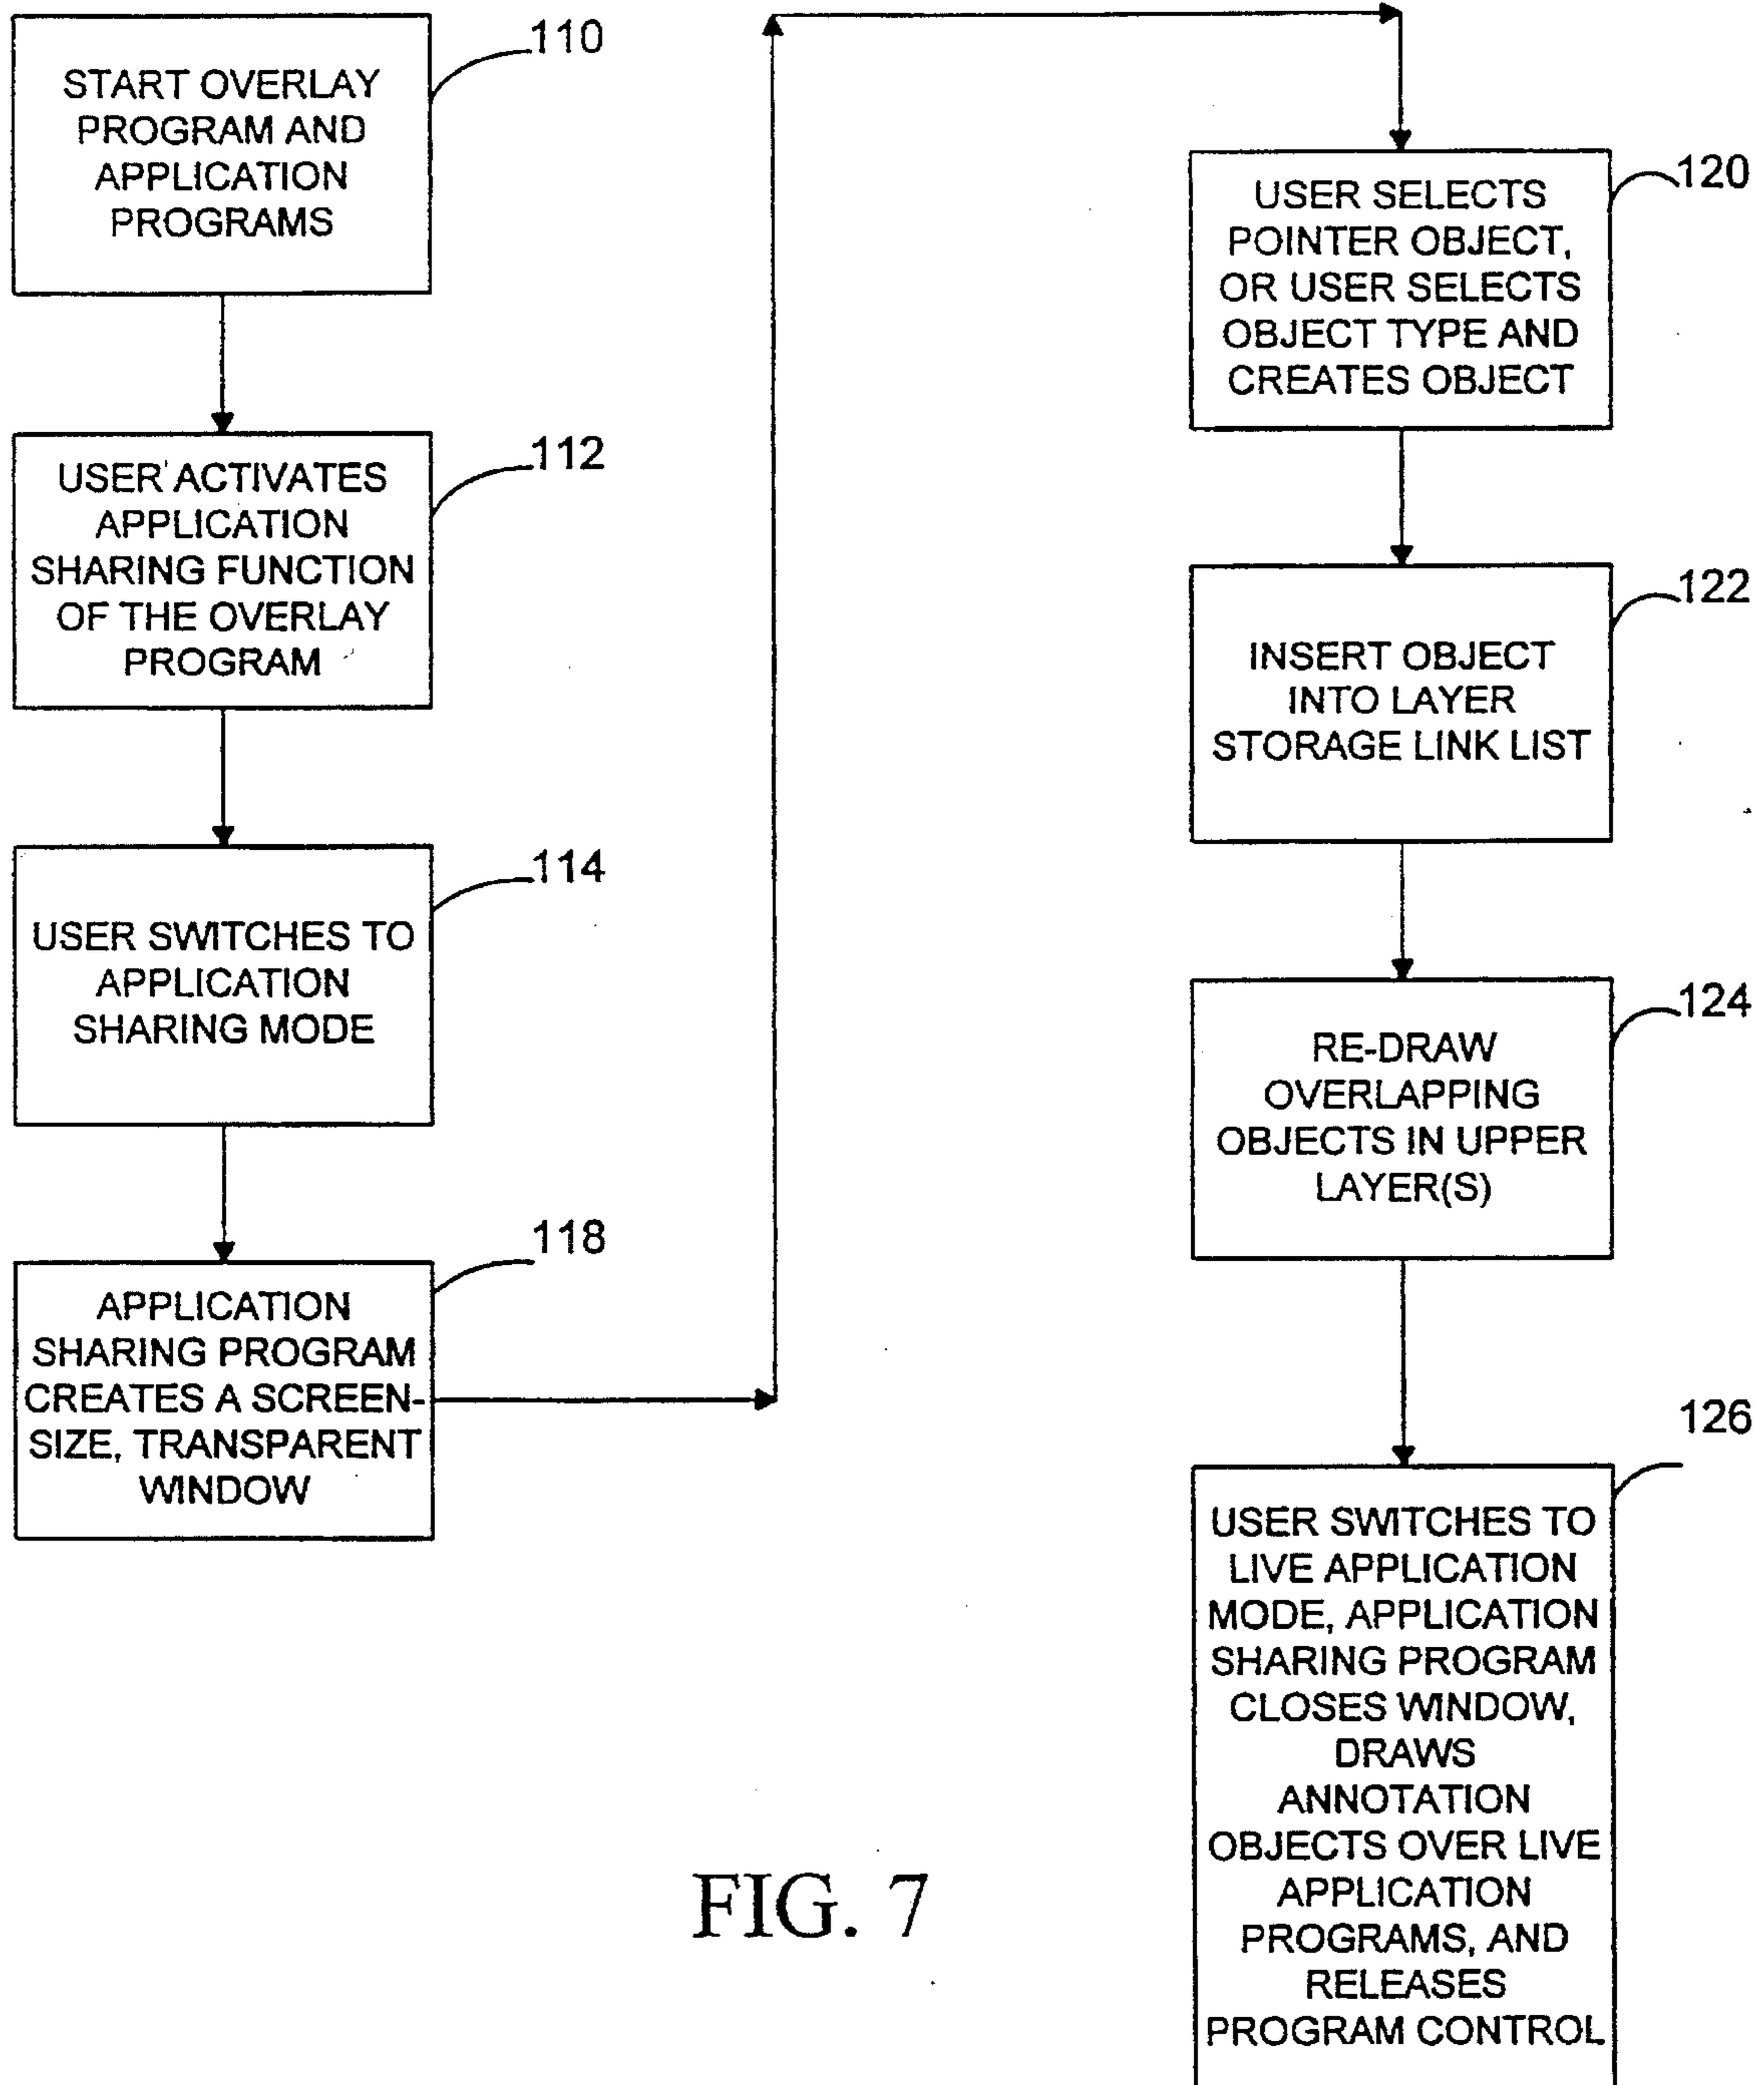 110
START OVERLAY
PROGRAM AND
APPLICATION
PROGRAMS
112
USER ACTIVATES
APPLICATION
SHARING FUNCTION
OF THE OVERLAY
PROGRAM
114
USER SWITCHES TO
APPLICATION
SHARING MODE
118
APPLICATION
SHARING PROGRAM
CREATES A SCREEN-
SIZE, TRANSPARENT
WINDOW
120
USER SELECTS
POINTER OBJECT,
OR USER SELECTS
OBJECT TYPE AND
CREATES OBJECT
122
INSERT OBJECT
INTO LAYER
STORAGE LINK LIST
124
RE-DRAW
OVERLAPPING
OBJECTS IN UPPER
LAYER(S)
126
USER SWITCHES TO
LIVE APPLICATION
MODE, APPLICATION
SHARING PROGRAM
CLOSES WINDOW,
DRAWS
ANNOTATION
OBJECTS OVER LIVE
APPLICATION
PROGRAMS, AND
RELEASES
PROGRAM CONTROL
FIG. 7